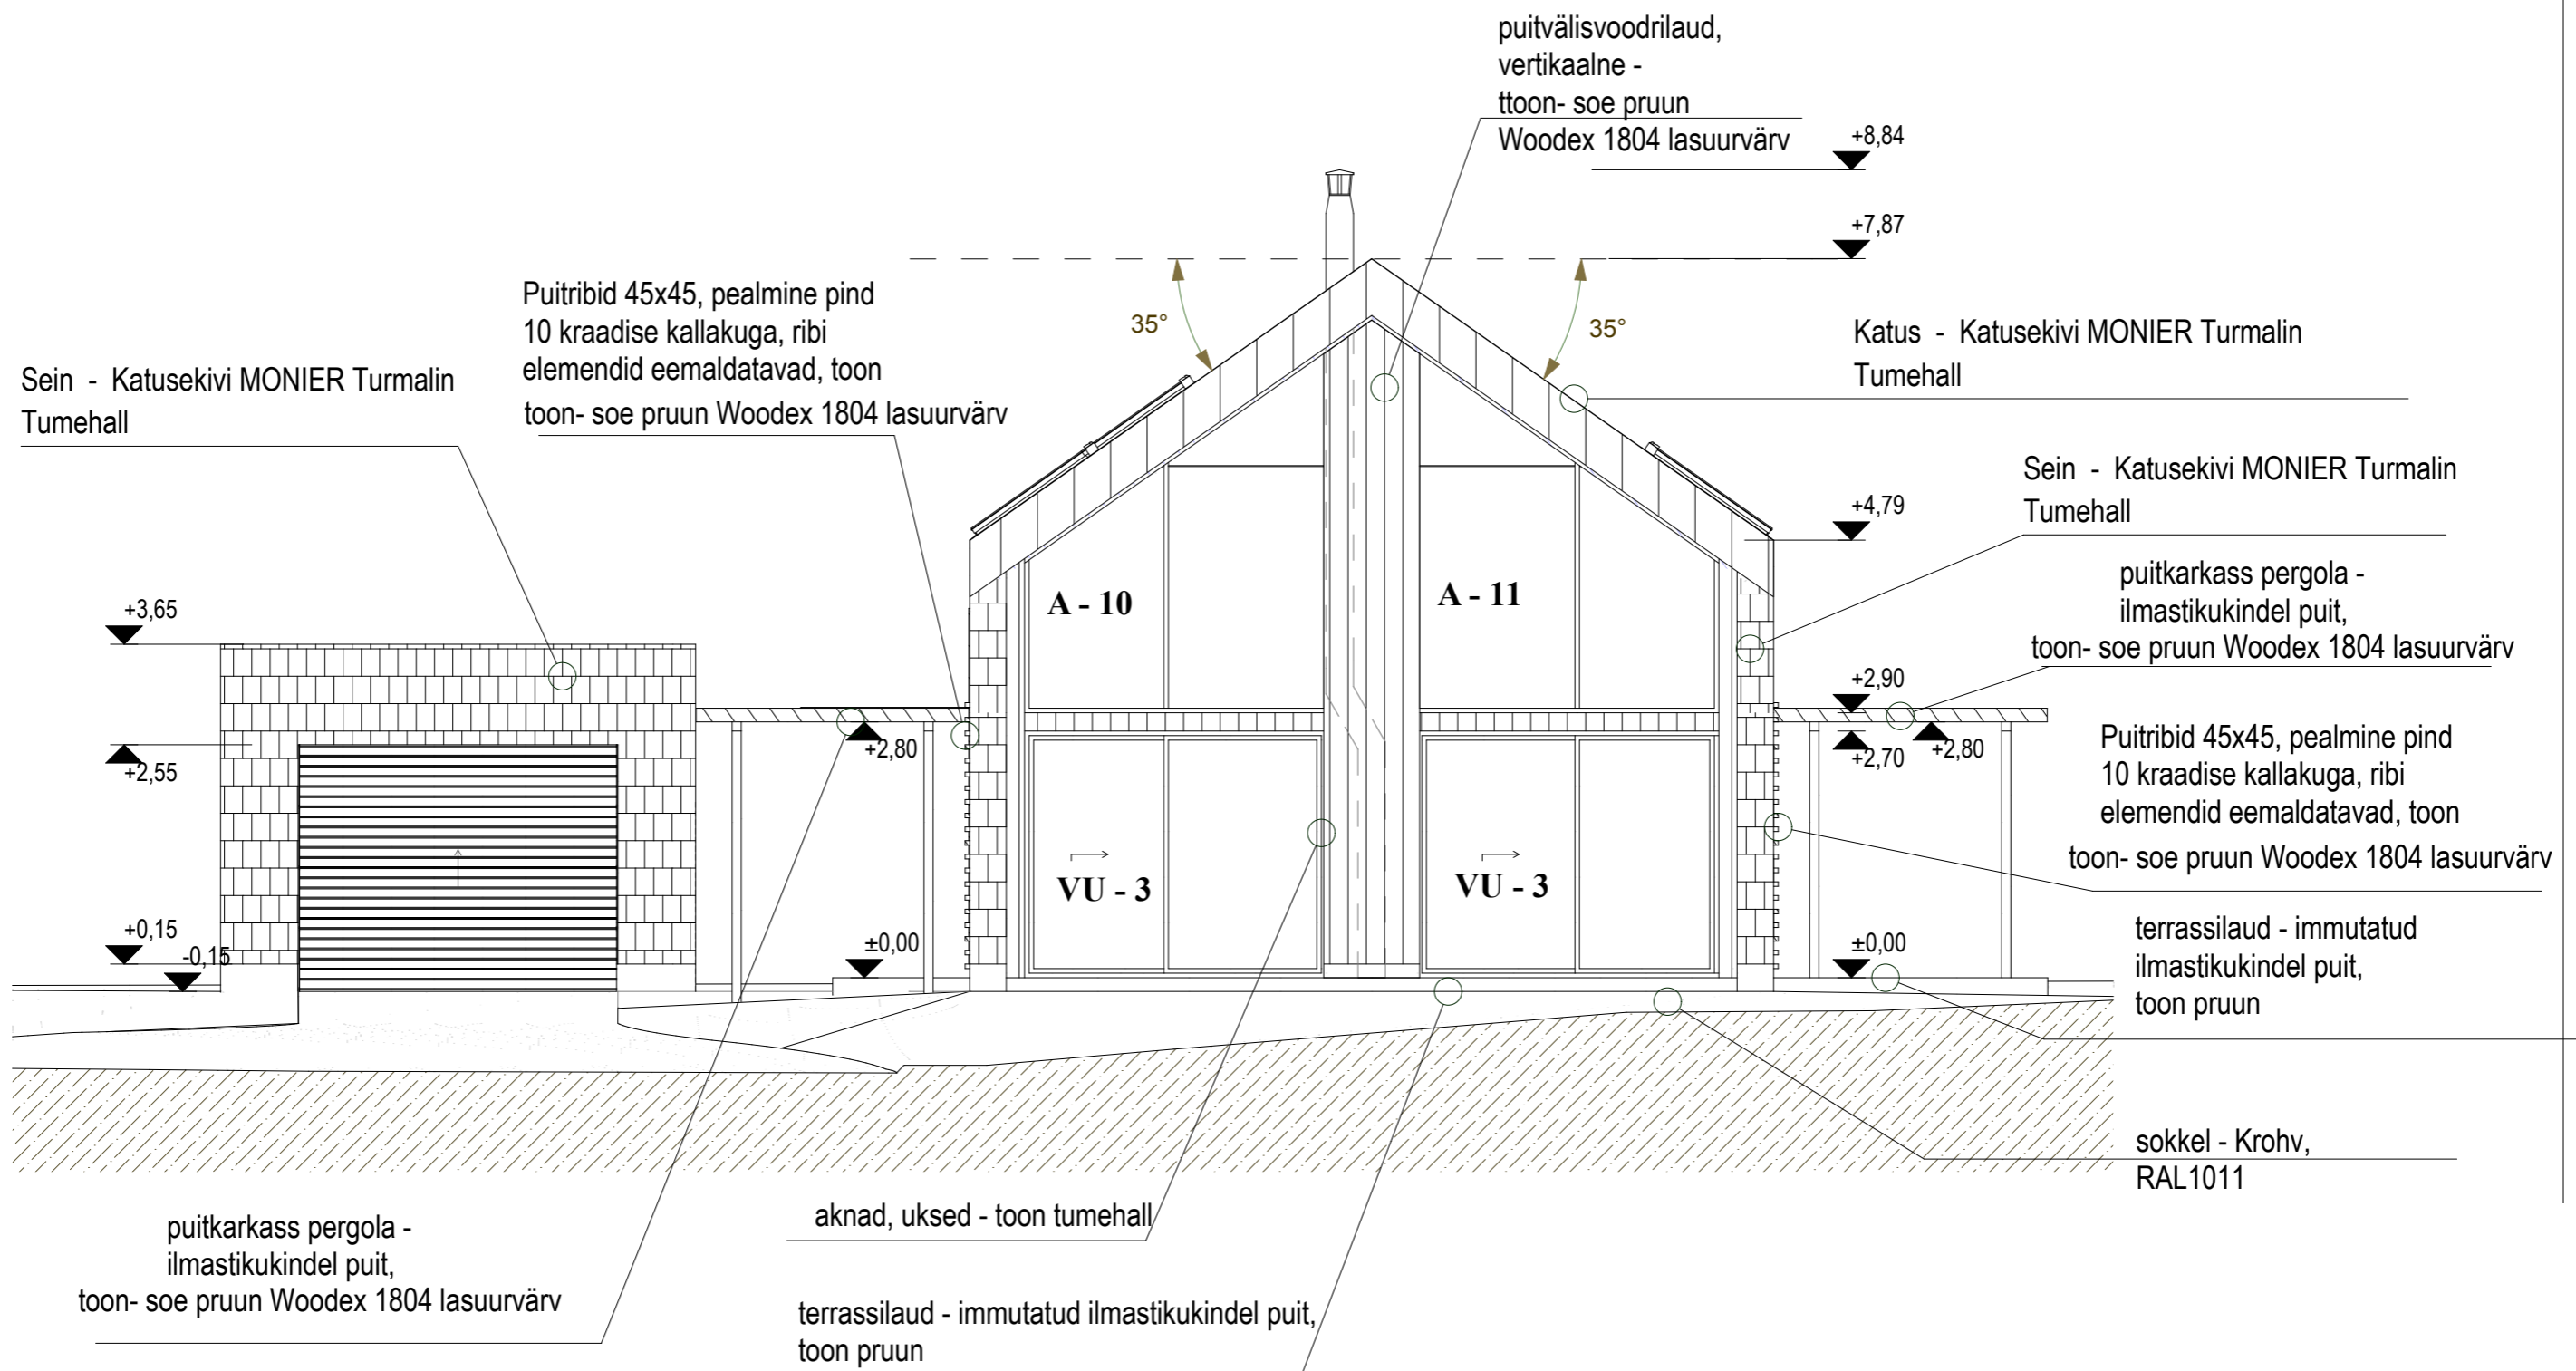 puitvälisvoodrilaud,
vertikaalne -
ttoon- soe pruun
Woodex 1804 lasuurvärv
+8,84
+7,87
Puitribid 45x45, pealmine pind
10 kraadise kallakuga, ribi
elemendid eemaldatavad, toon
toon- soe pruun Woodex 1804 lasuurvärv
35°
35°
Katus - Katusekivi MONIER Turmalin
Tumehall
Sein - Katusekivi MONIER Turmalin
Tumehall
Sein - Katusekivi MONIER Turmalin
Tumehall
+4,79
puitkarkass pergola -
ilmastikukindel puit,
toon- soe pruun Woodex 1804 lasuurvärv
A - 10
A - 11
+3,65
+2,90
+2,80
+2,70
+2,80
+2,55
Puitribid 45x45, pealmine pind
10 kraadise kallakuga, ribi
elemendid eemaldatavad, toon
toon- soe pruun Woodex 1804 lasuurvärv
VU - 3
VU - 3
+0,15
-0,15
±0,00
±0,00
terrassilaud - immutatud
ilmastikukindel puit,
toon pruun
sokkel - Krohv,
RAL1011
puitkarkass pergola -
ilmastikukindel puit,
toon- soe pruun Woodex 1804 lasuurvärv
aknad, uksed - toon tumehall
terrassilaud - immutatud ilmastikukindel puit,
toon pruun